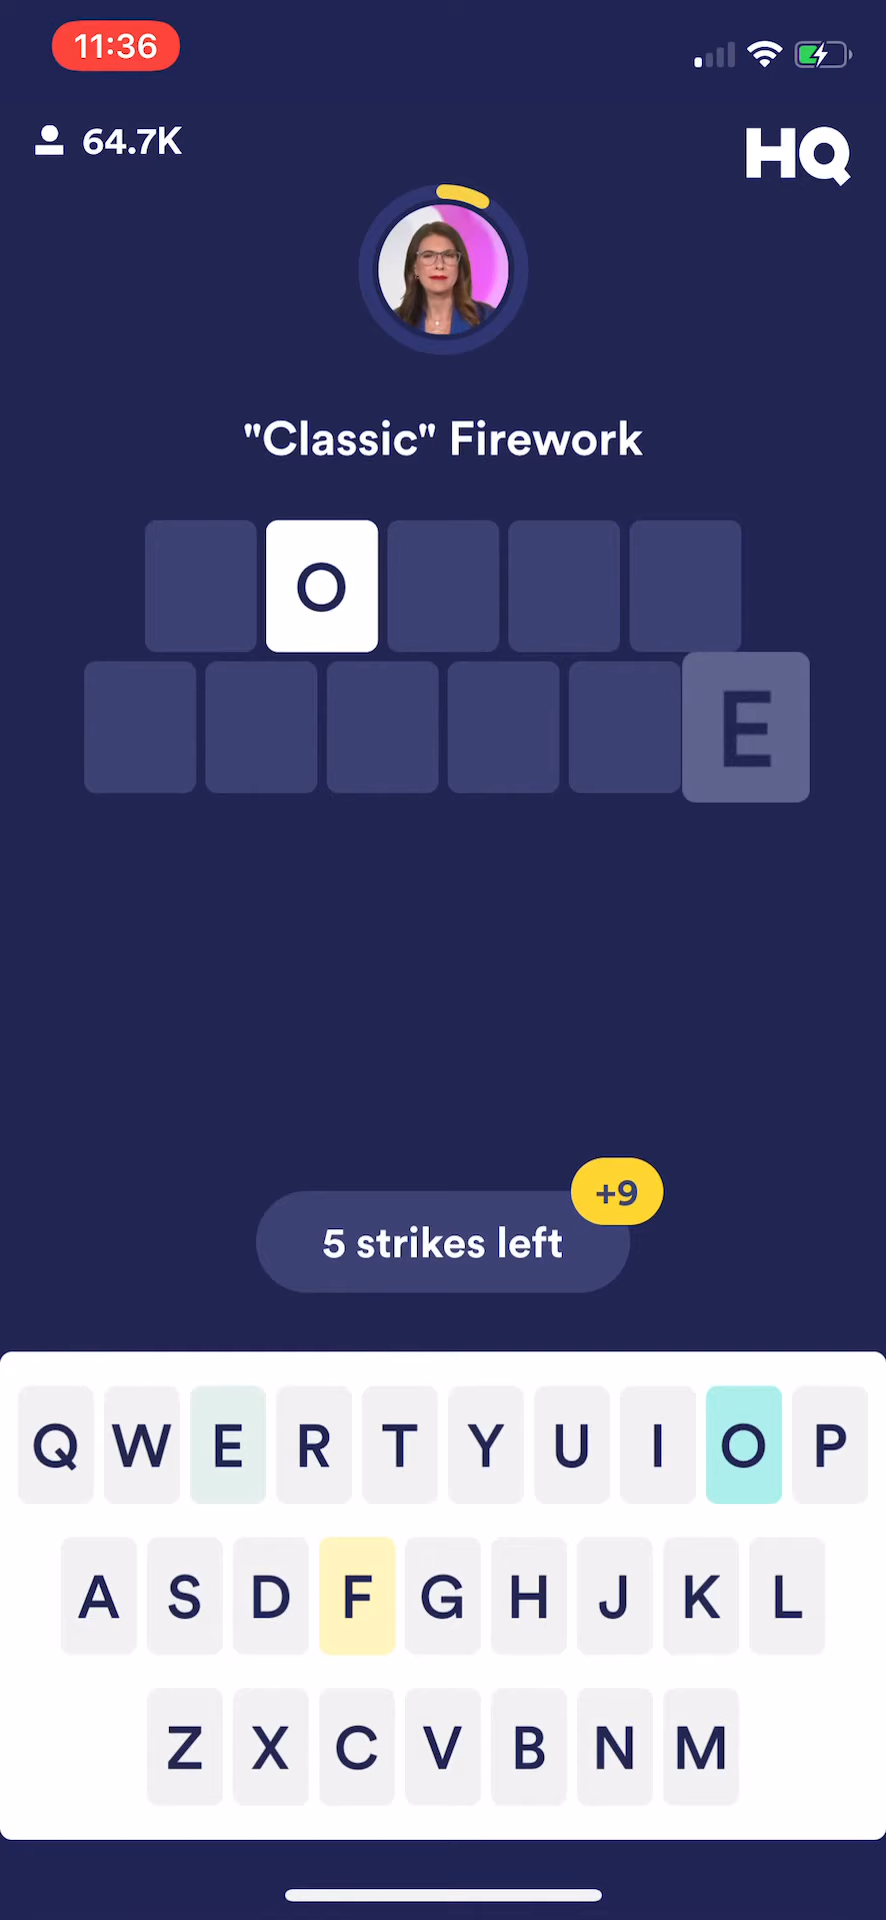 11:36
64.7K
HQ
"Classic" Firework
O
E
+9
5 strikes left
Q W E R T Y U I O P
A S D F G H J K L
Z X C V B N M